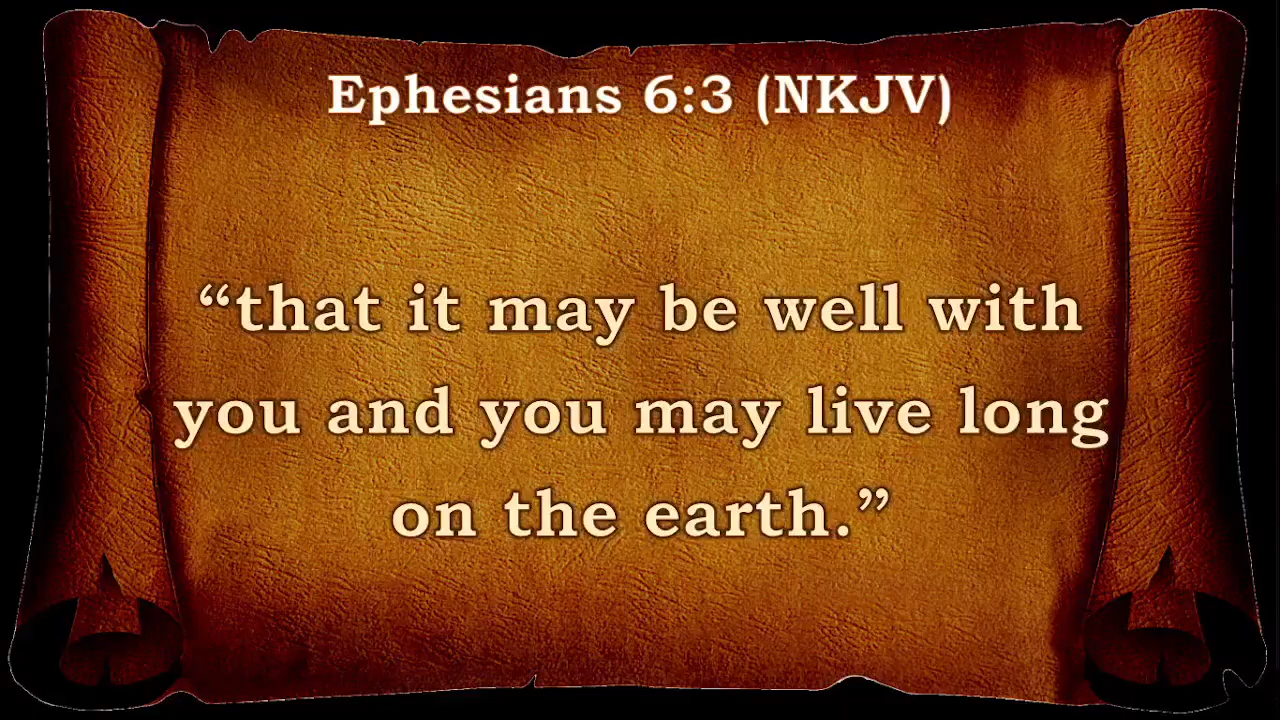 Ephesians 6:3 (NKJV)
“that it may be well with
you and you may live long
on the earth.”